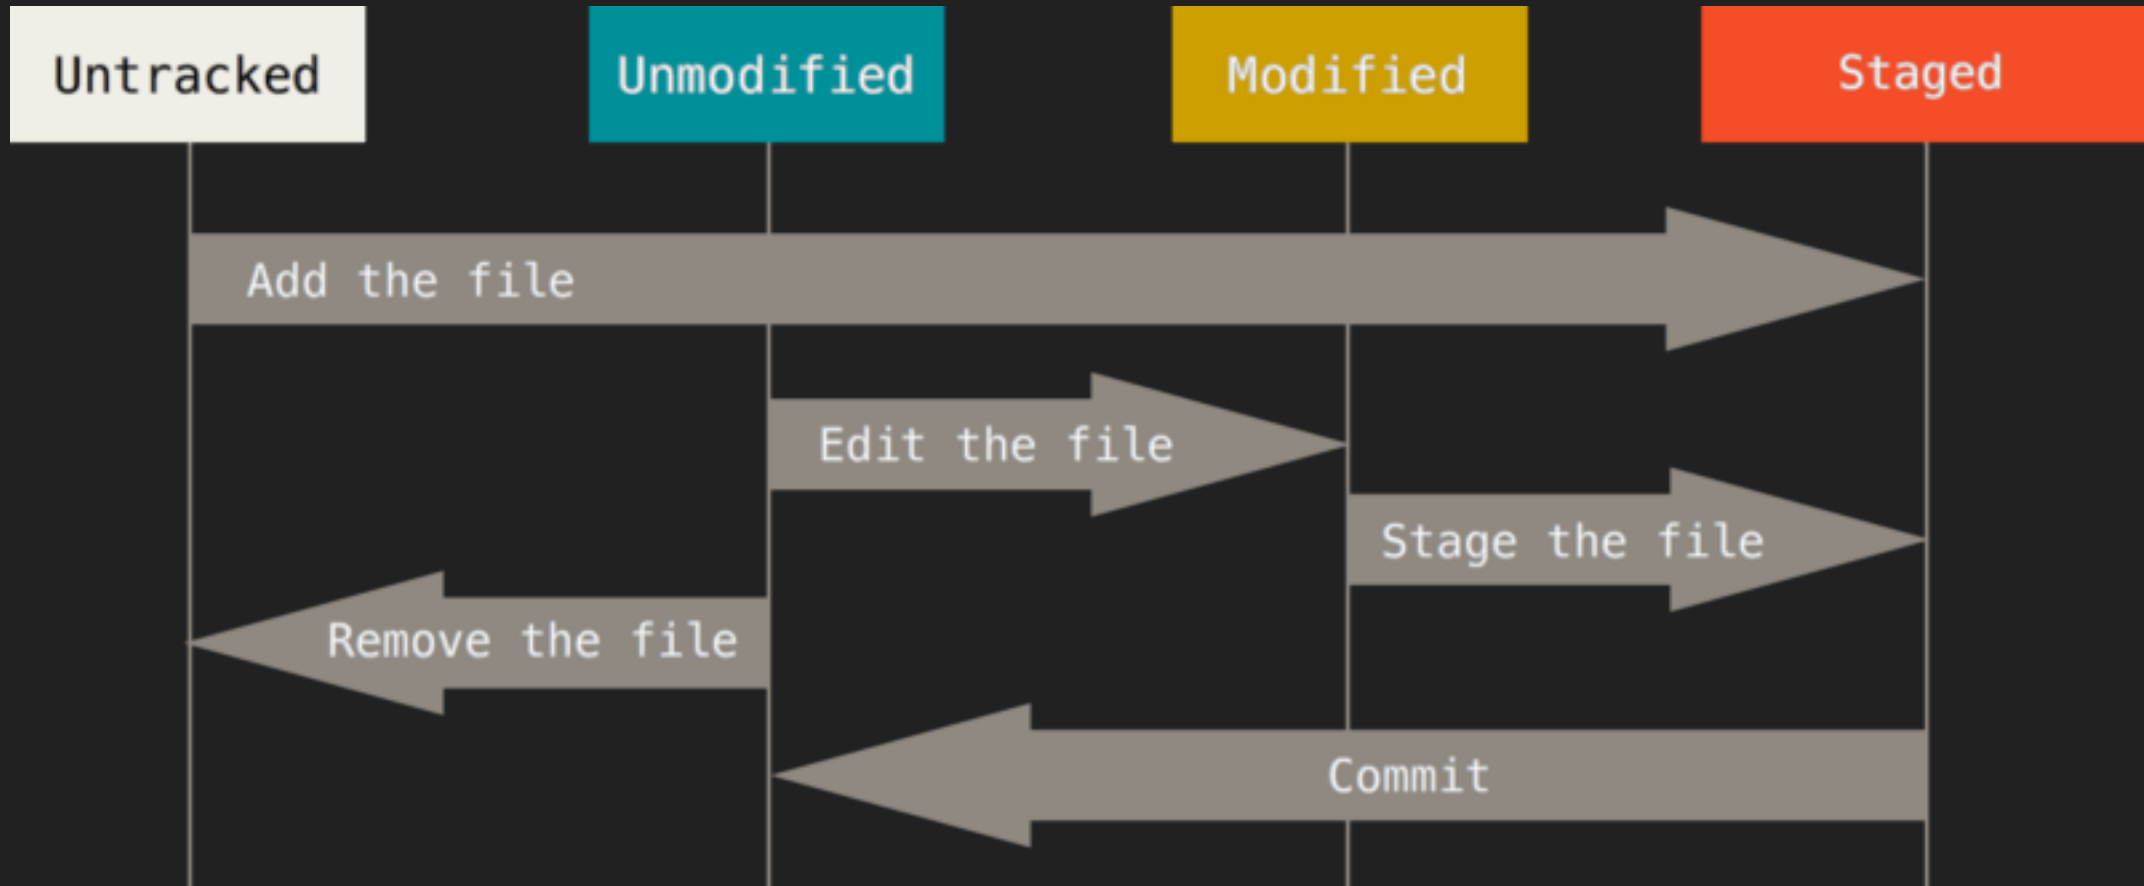 Untracked
Unmodified
Modified
Staged
Add the file
Edit the file
Stage the file
Remove the file
Commit